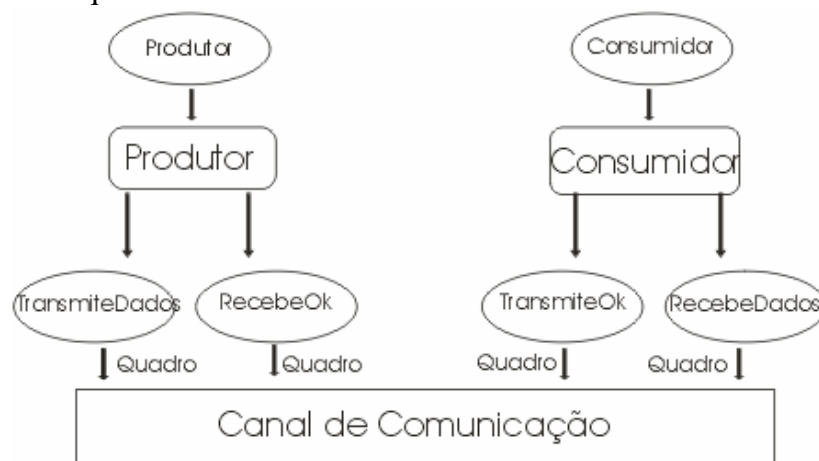 Produtor
Consumidor
Produtor
Consumidor
TransmiteDados
RecebeOk
TransmiteOk
RecebeDados
Quadro
Quadro
Quadro
Quadro
Canal de Comunicação